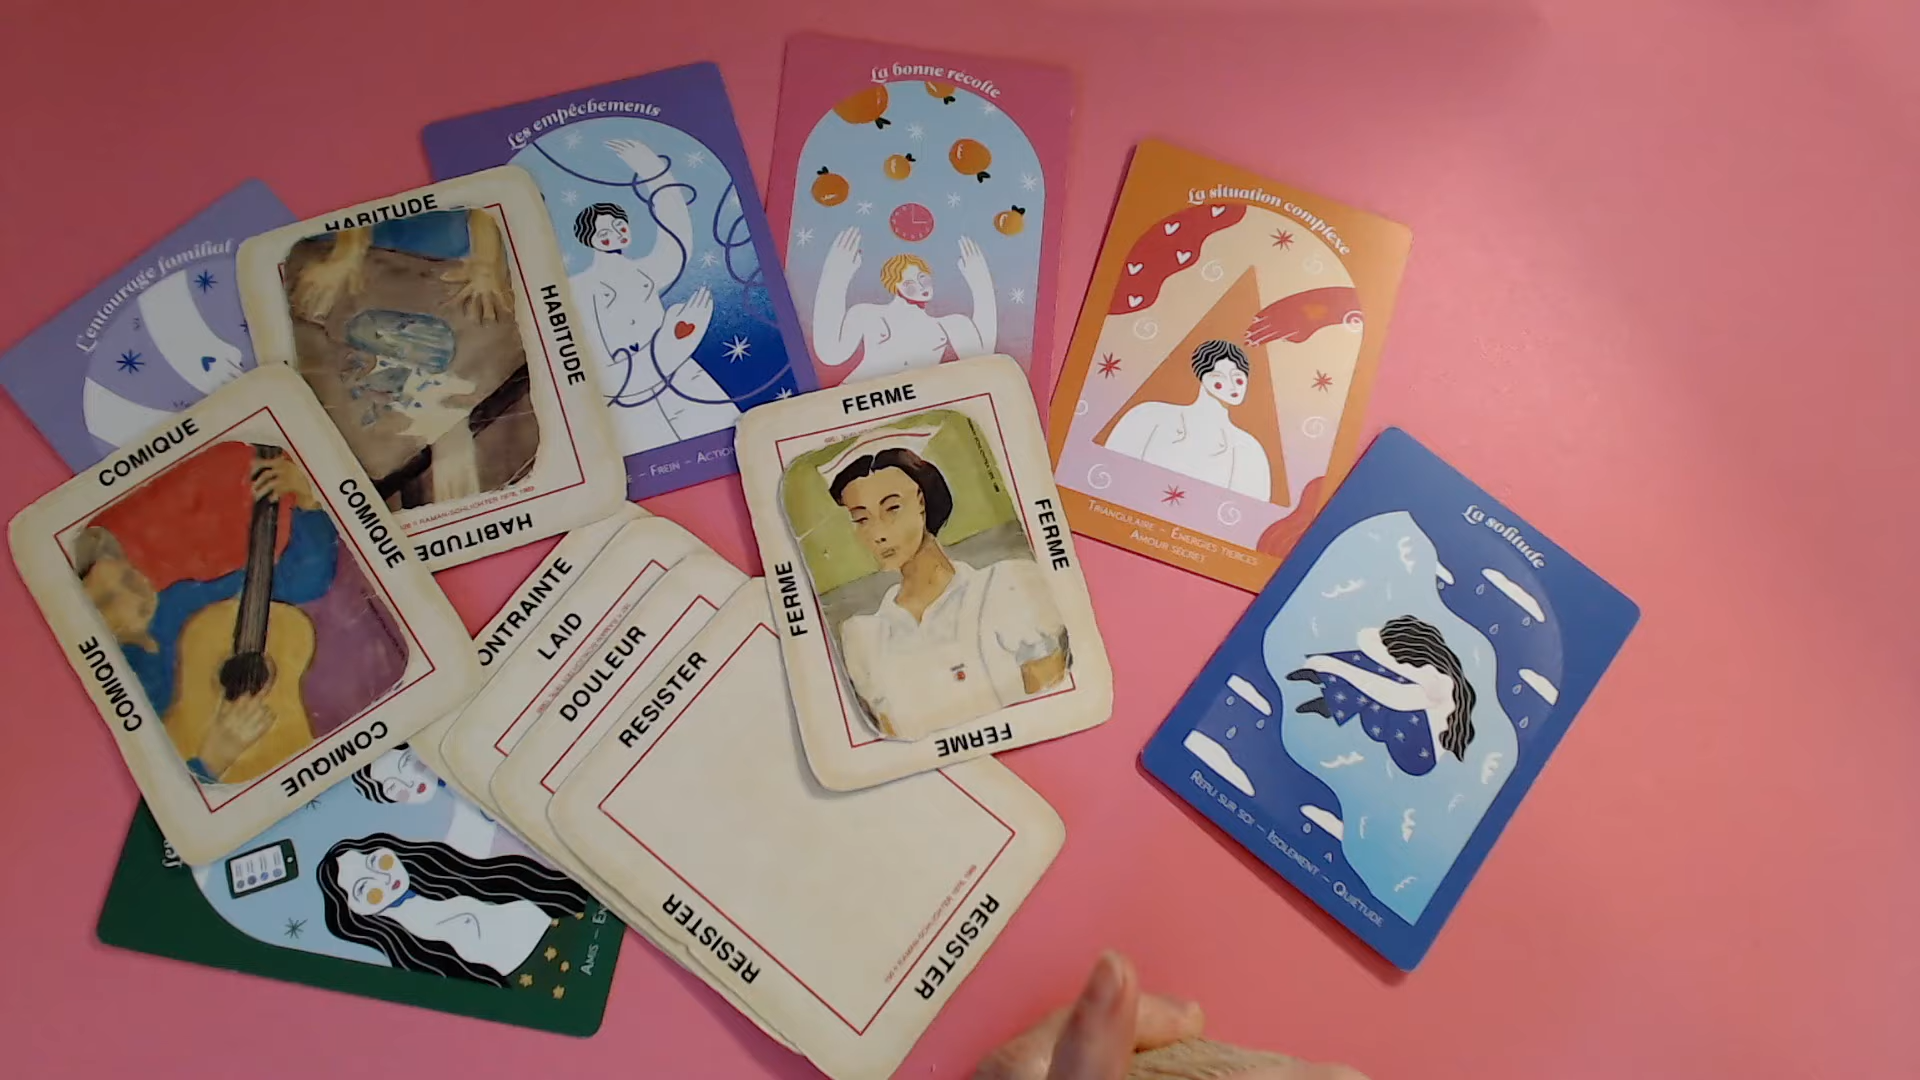 Les empêchements
La bonne récolte
La situation complexe
L'entourage familial
HABITUDE
HABITUDE
HABITUDE
- FREIN - ACTION
FERME
FERME
FERME
FERME
TRIANGULAIRE - ÉNERGIES TIERCES
AMOUR SECRET
La solitude
REPLI SUR SOI - ISOLEMENT - QUIÉTUDE
COMIQUE
COMIQUE
COMIQUE
COMIQUE
ONTRAINTE
LAID
DOULEUR
RESISTER
RESISTER
RESISTER
AMIS -